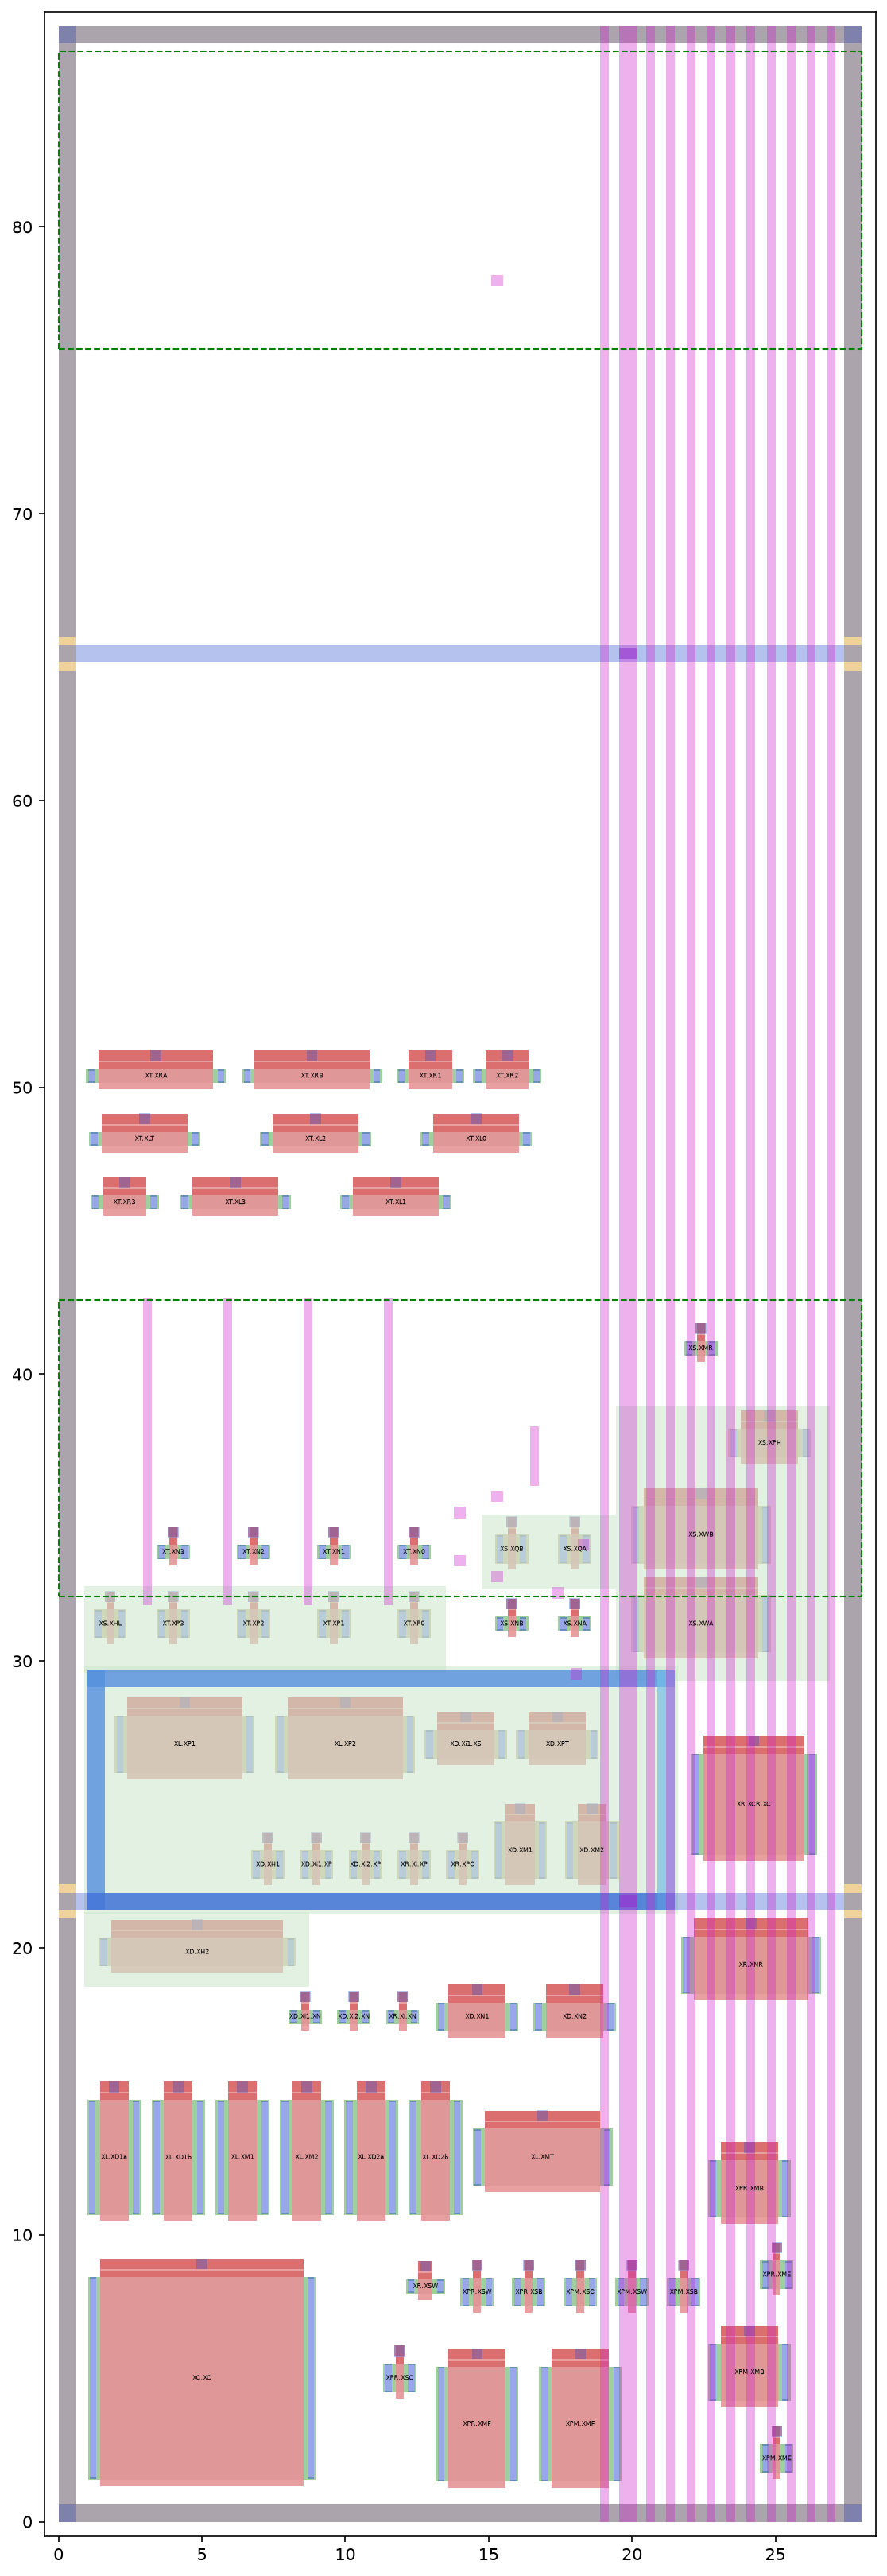 80
70
60
50
XT.XRA XT.XRB XT.XR1 XT.XR2
XT.XLT XT.XL2 XT.XL0
XT.XR3 XT.XL3 XT.XL1
40
XS.XMR
XS.XPH
XS.XWB
XT.XN3 XT.XN2 XT.XN1 XT.XN0 XS.XQB XS.XQA
XS.XHL XT.XP3 XT.XP2 XT.XP1 XT.XP0 XS.XNB XS.XNA XS.XWA
30
XL.XP1 XL.XP2 XD.Xi1.XS XD.XPT
XR.XCR.XC
XD.XH1 XD.Xi1.XP XD.Xi2.XP XR.Xi.XP XR.XPC XD.XM1 XD.XM2
20
XD.XH2 XR.XNR
XD.Xi1.XN XD.Xi2.XN XR.Xi.XN XD.XN1 XD.XN2
XL.XD1a XL.XD1b XL.XM1 XL.XM2 XL.XD2a XL.XD2b XL.XMT
XPR.XMB
10
XPR.XME
XR.XSW XPR.XSW XPR.XSB XPM.XSC XPM.XSW XPM.XSB
XC.XC XPR.XSC XPM.XMB
XPR.XMF XPM.XMF
XPM.XME
0
0 5 10 15 20 25